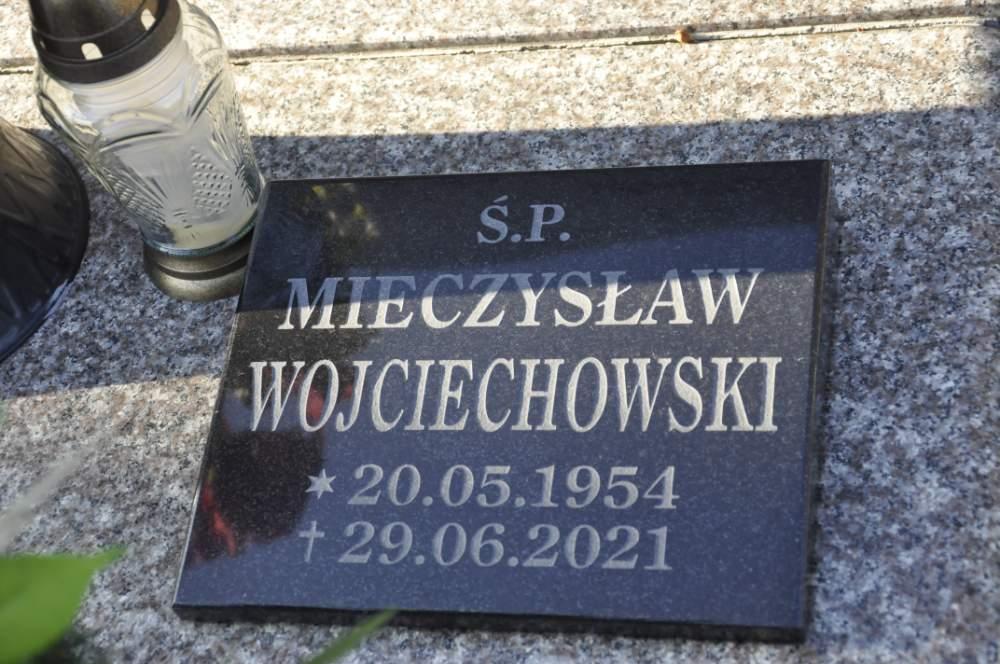 Ś.P.
MIECZYSŁAW
WOJCIECHOWSKI
★ 20.05.1954
† 29.06.2021